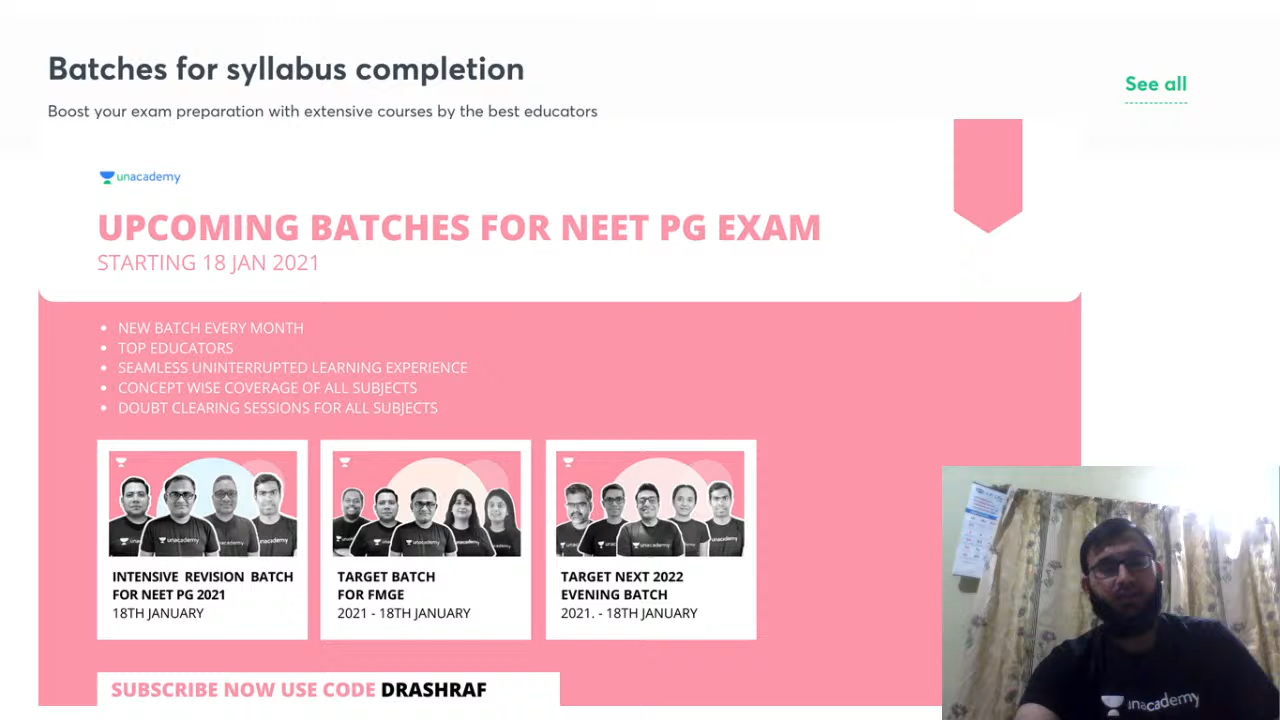 Batches for syllabus completion
See all
Boost your exam preparation with extensive courses by the best educators
unacademy
UPCOMING BATCHES FOR NEET PG EXAM
STARTING 18 JAN 2021
• NEW BATCH EVERY MONTH
• TOP EDUCATORS
• SEAMLESS UNINTERRUPTED LEARNING EXPERIENCE
• CONCEPT WISE COVERAGE OF ALL SUBJECTS
• DOUBT CLEARING SESSIONS FOR ALL SUBJECTS
INTENSIVE REVISION BATCH
FOR NEET PG 2021
18TH JANUARY
TARGET BATCH
FOR FMGE
2021 - 18TH JANUARY
TARGET NEXT 2022
EVENING BATCH
2021. - 18TH JANUARY
SUBSCRIBE NOW USE CODE DRASHRAF
unacademy